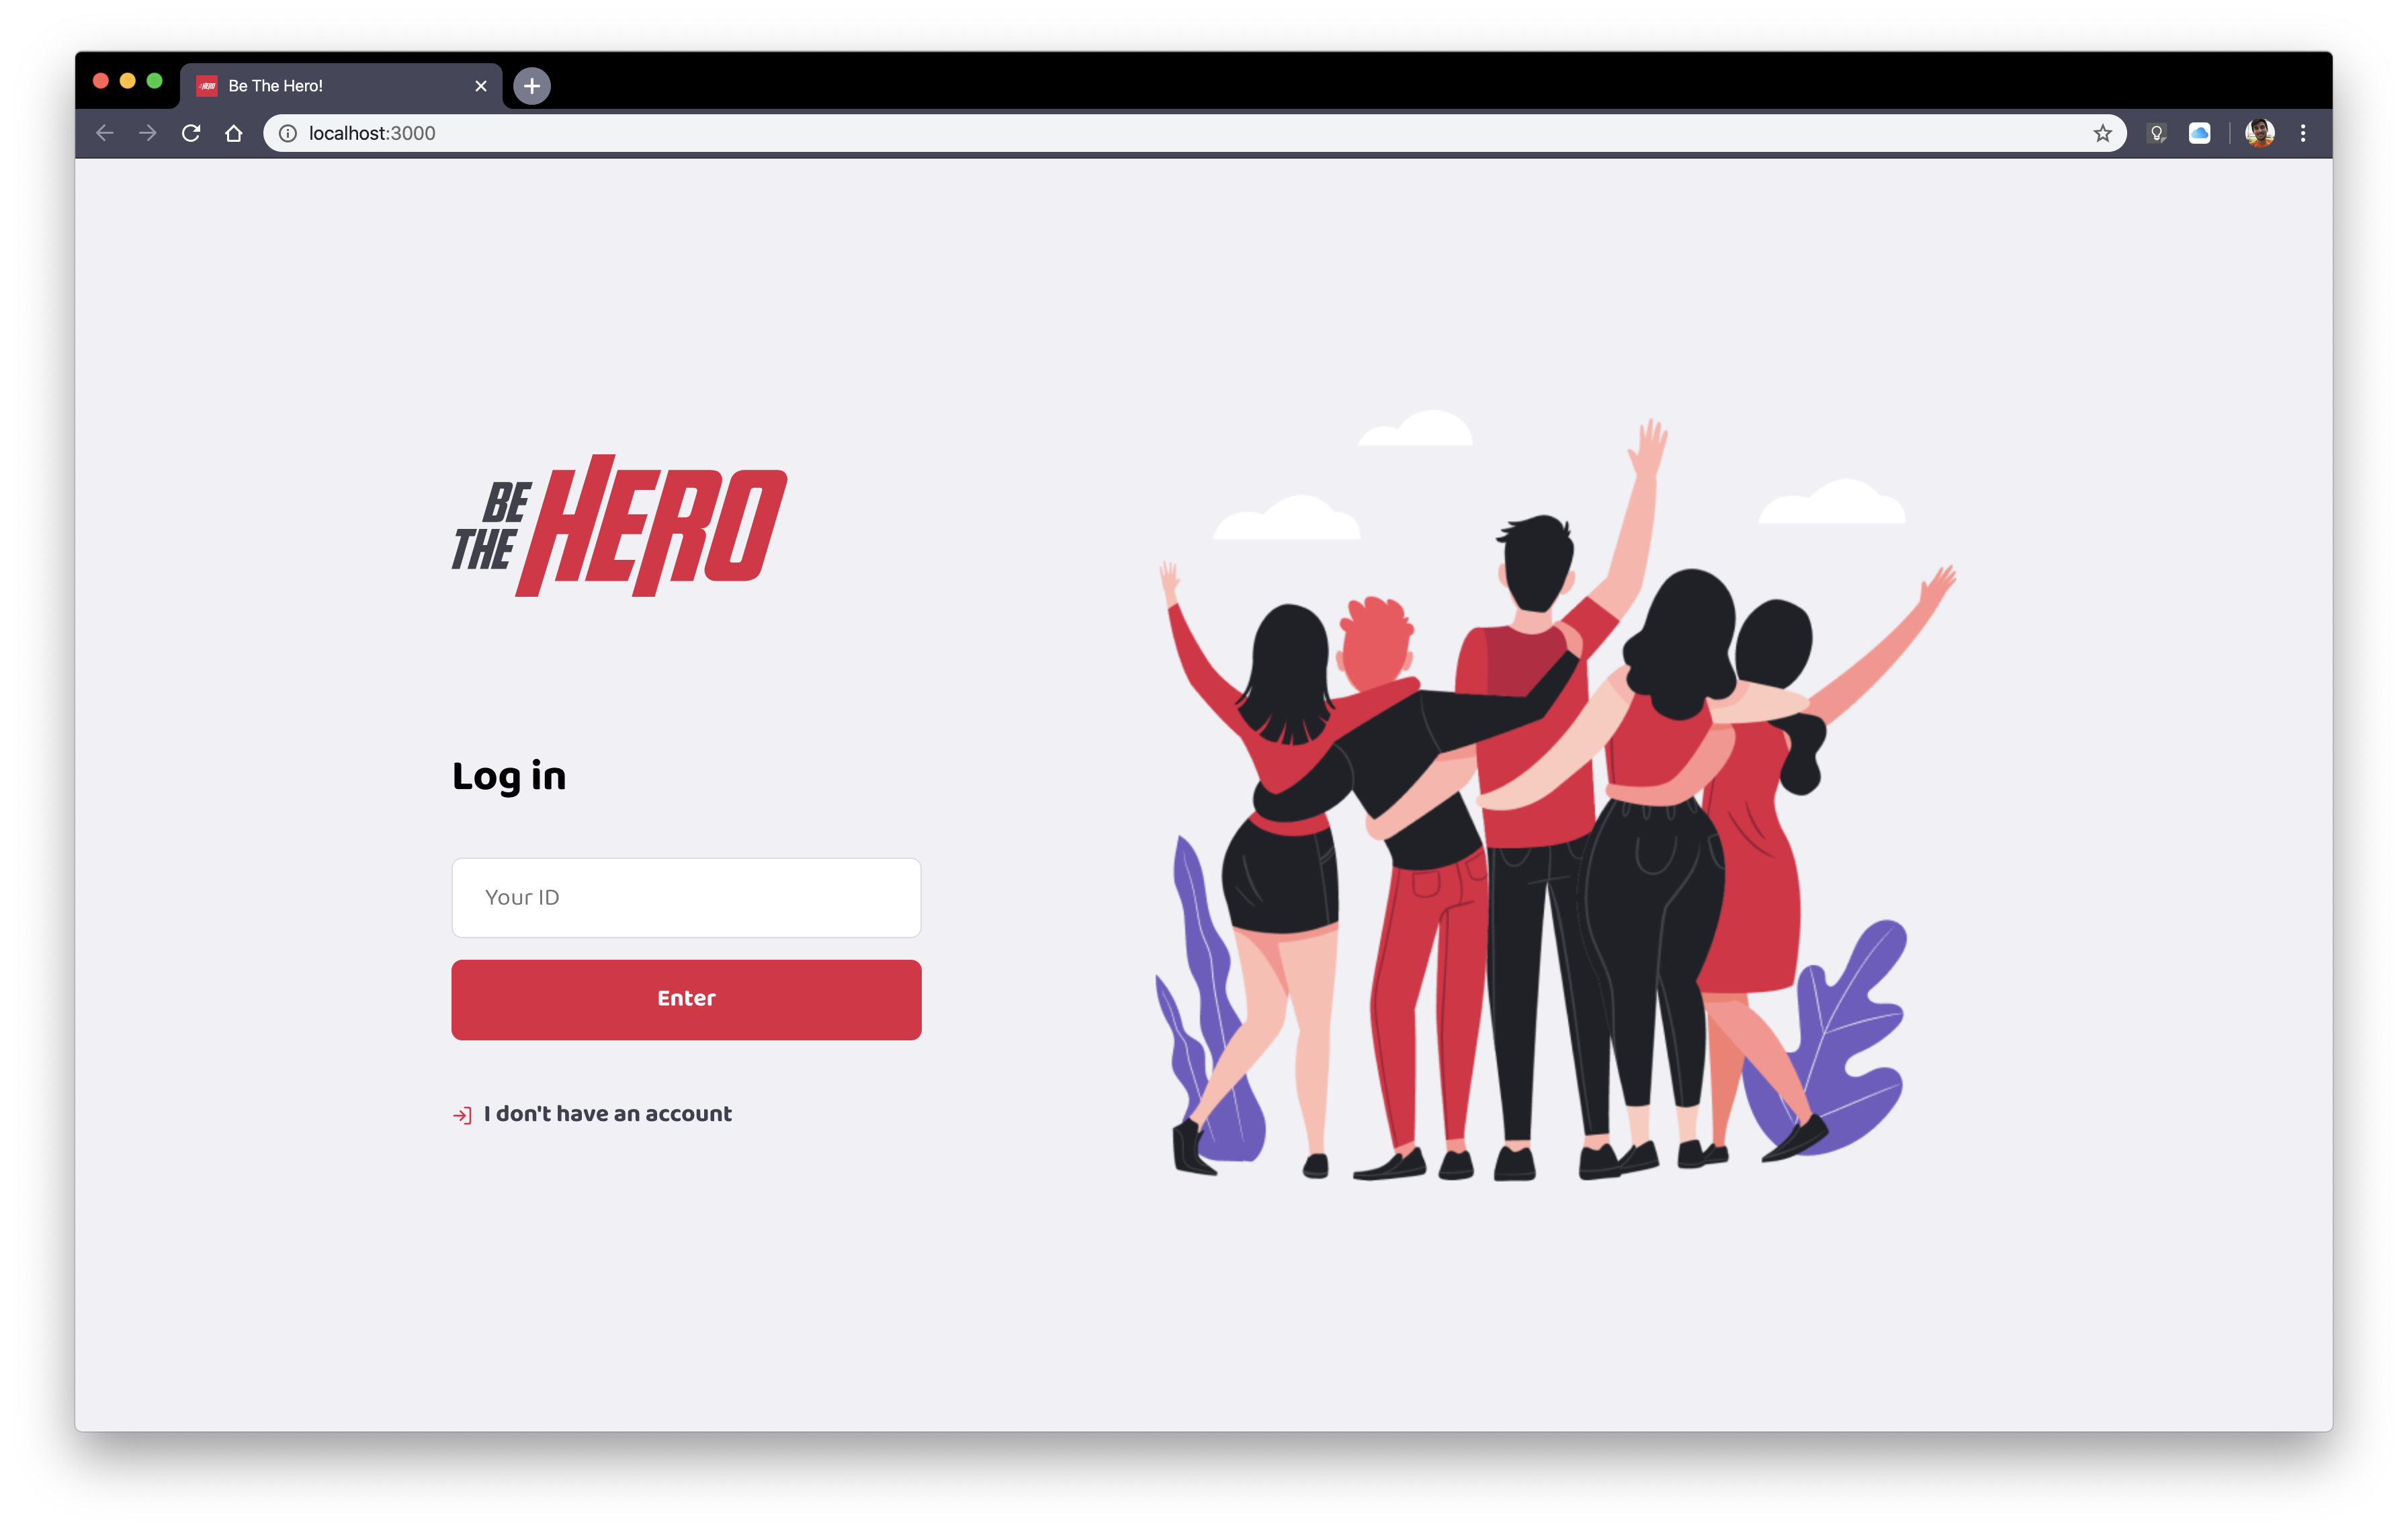 Be The Hero!
localhost:3000
BE
THE
HERO
Log in
Your ID
Enter
I don't have an account